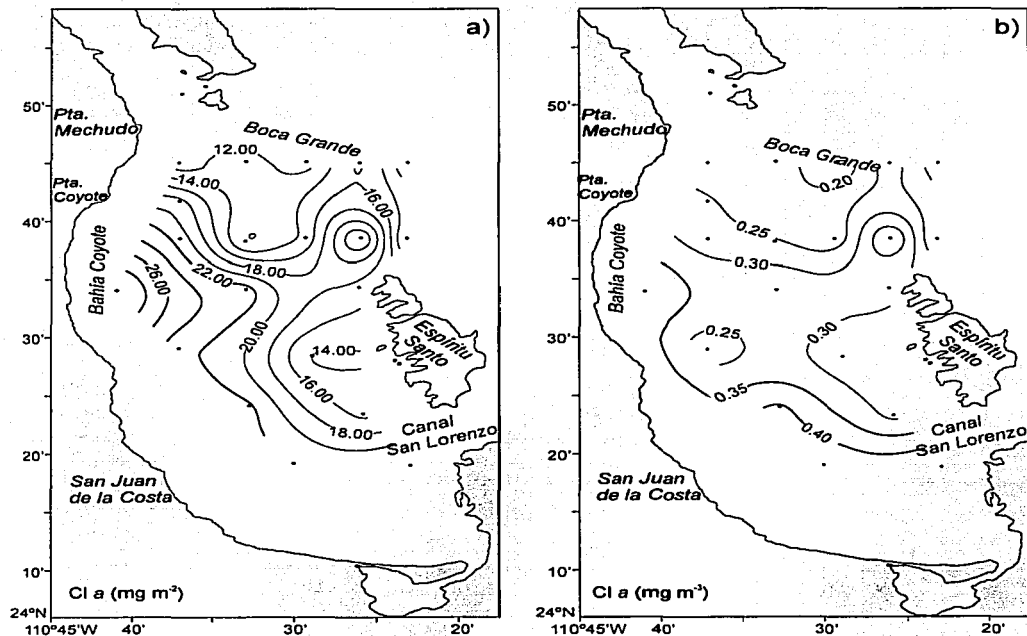 a)
50'
Pta.
Mechudo
Boca Grande
12.00
Pta.
Coyote
14.00
16.00
40'
Bahía Coyote
26.00
22.00
18.00
20.00
30'
14.00
16.00
18.00
Espíritu
Santo
20'
Canal
San Lorenzo
San Juan
de la Costa
10'
Cl a (mg m⁻²)
24°N
110°45'W
40'
30'
20'
b)
50'
Pta.
Mechudo
Boca Grande
0.20
Pta.
Coyote
40'
0.25
0.30
Bahía Coyote
30'
0.25
0.30
0.35
0.40
Espíritu
Santo
20'
Canal
San Lorenzo
San Juan
de la Costa
10'
Cl a (mg m⁻³)
24°N
110°45'W
40'
30'
20'